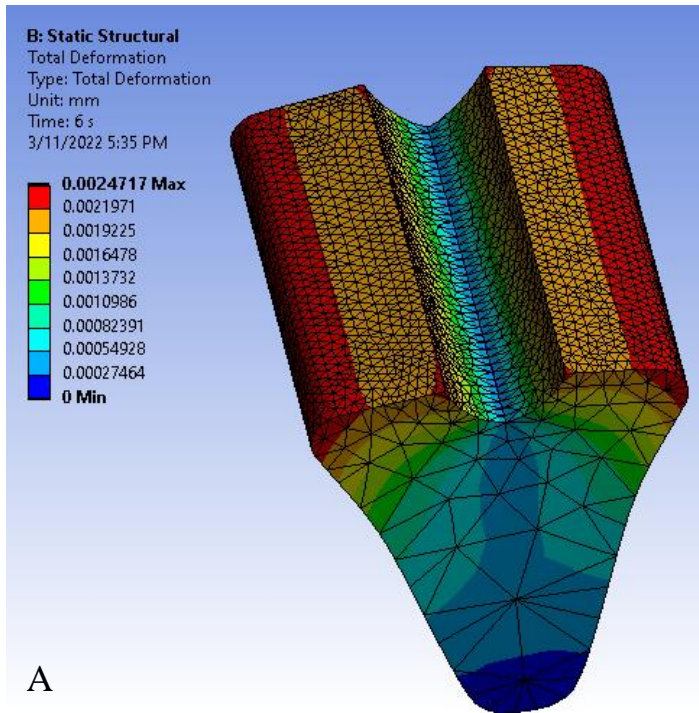 B: Static Structural
Total Deformation
Type: Total Deformation
Unit: mm
Time: 6 s
3/11/2022 5:35 PM
0.0024717 Max
0.0021971
0.0019225
0.0016478
0.0013732
0.0010986
0.00082391
0.00054928
0.00027464
0 Min
A